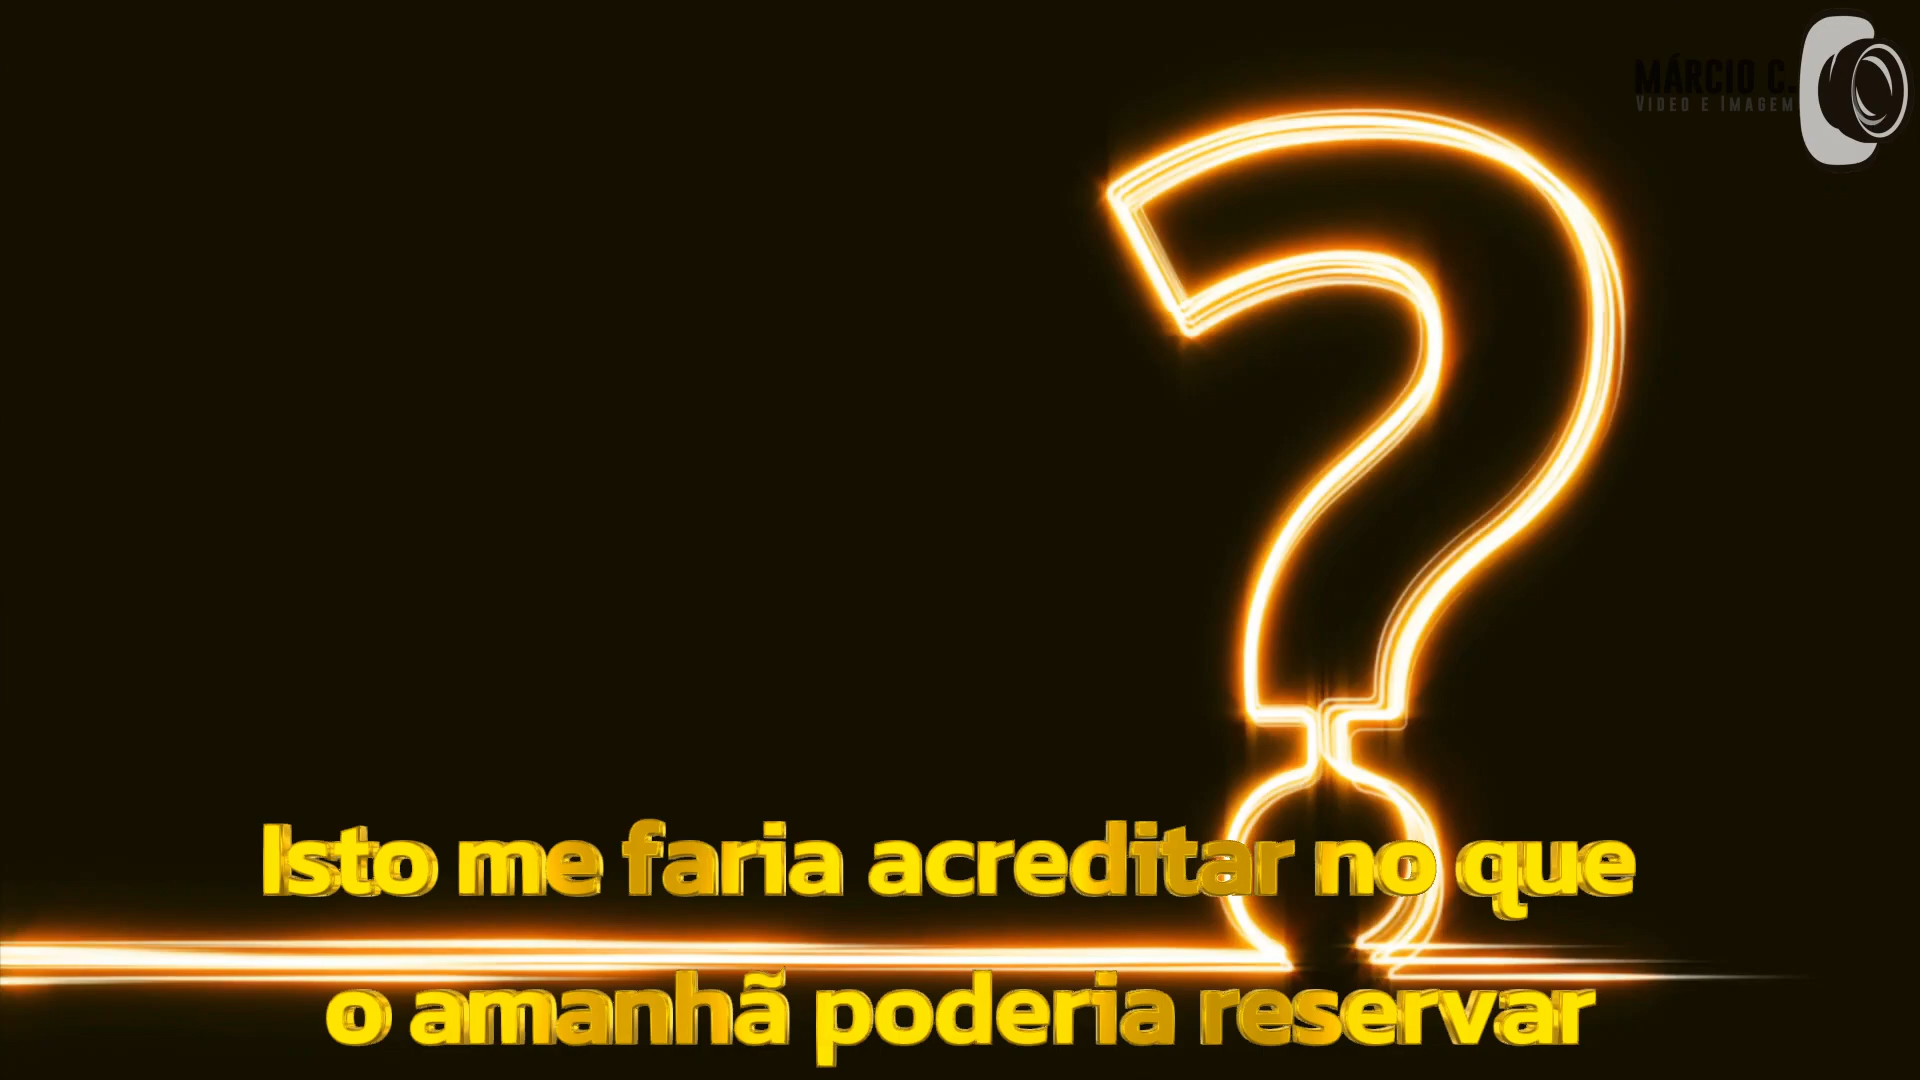 MÁRCIO C.
VIDEO E IMAGEM
Isto me faria acreditar no que
o amanhã poderia reservar